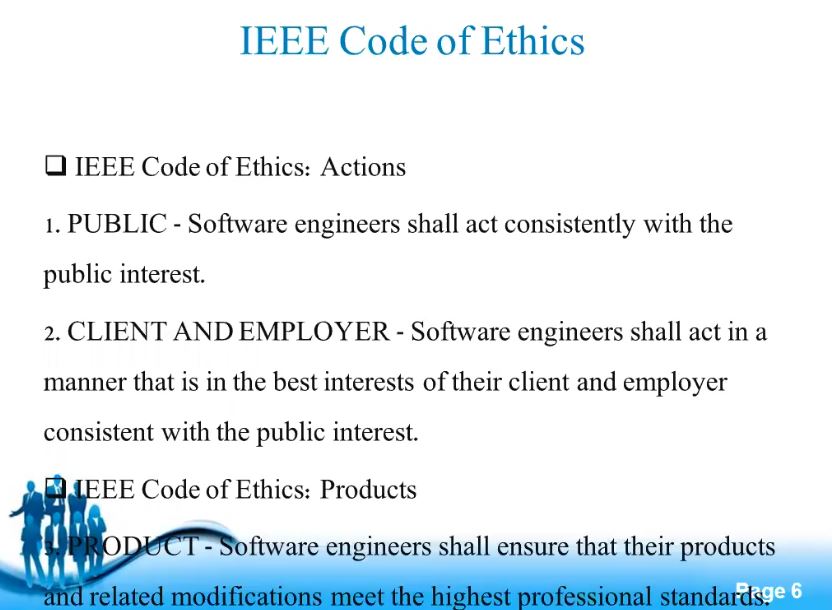 IEEE Code of Ethics
❑ IEEE Code of Ethics: Actions
1. PUBLIC - Software engineers shall act consistently with the
public interest.
2. CLIENT AND EMPLOYER - Software engineers shall act in a
manner that is in the best interests of their client and employer
consistent with the public interest.
❑ IEEE Code of Ethics: Products
3. PRODUCT - Software engineers shall ensure that their products
and related modifications meet the highest professional standards.
Page 6